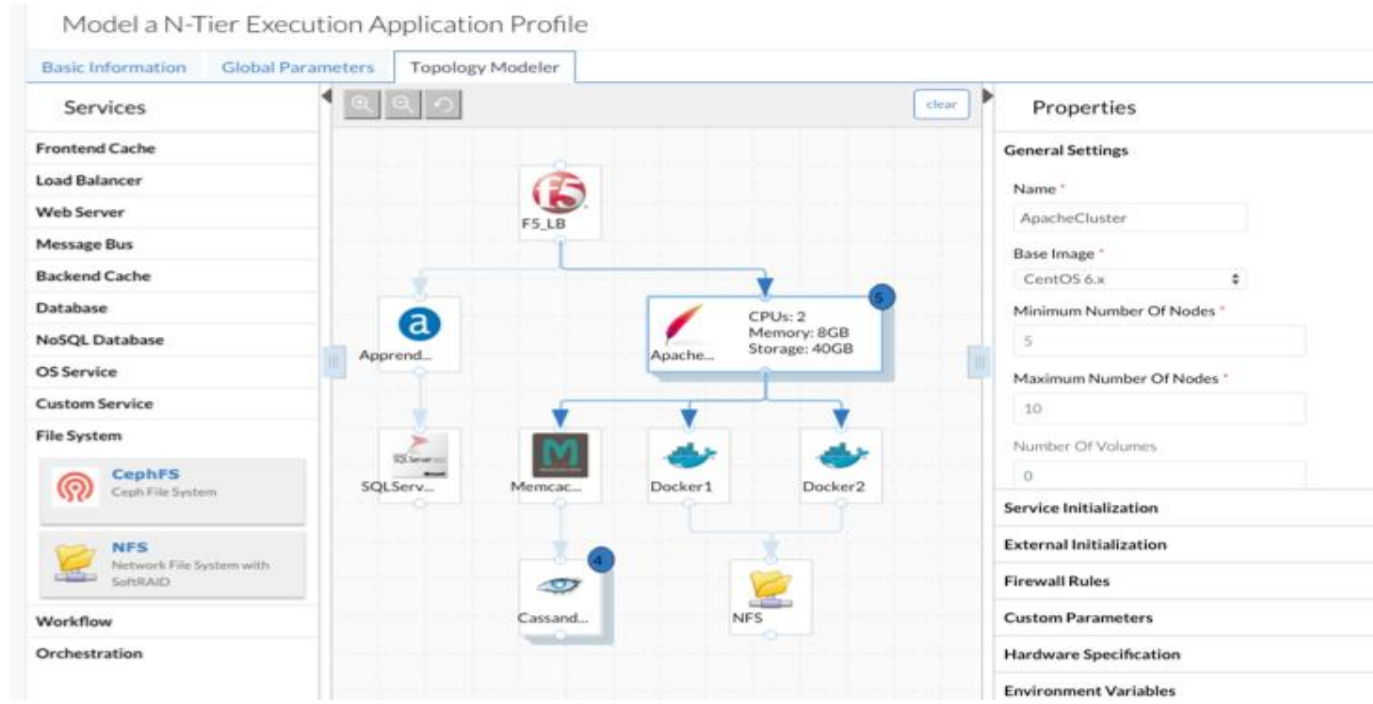 Model a N-Tier Execution Application Profile
Basic Information
Global Parameters
Topology Modeler
Services
Frontend Cache
Load Balancer
Web Server
Message Bus
Backend Cache
Database
NoSQL Database
OS Service
Custom Service
File System
CephFS
Ceph File System
NFS
Network File System with
SoftRAID
Workflow
Orchestration
clear
f5
F5_LB
a
Apprend...
5
CPUs: 2
Memory: 8GB
Storage: 40GB
Apache...
SQLServer
SQLServ...
M
Memcac...
Docker1
Docker2
4
Cassand...
NFS
Properties
General Settings
Name *
ApacheCluster
Base Image *
CentOS 6.x
Minimum Number Of Nodes *
5
Maximum Number Of Nodes *
10
Number Of Volumes
0
Service Initialization
External Initialization
Firewall Rules
Custom Parameters
Hardware Specification
Environment Variables